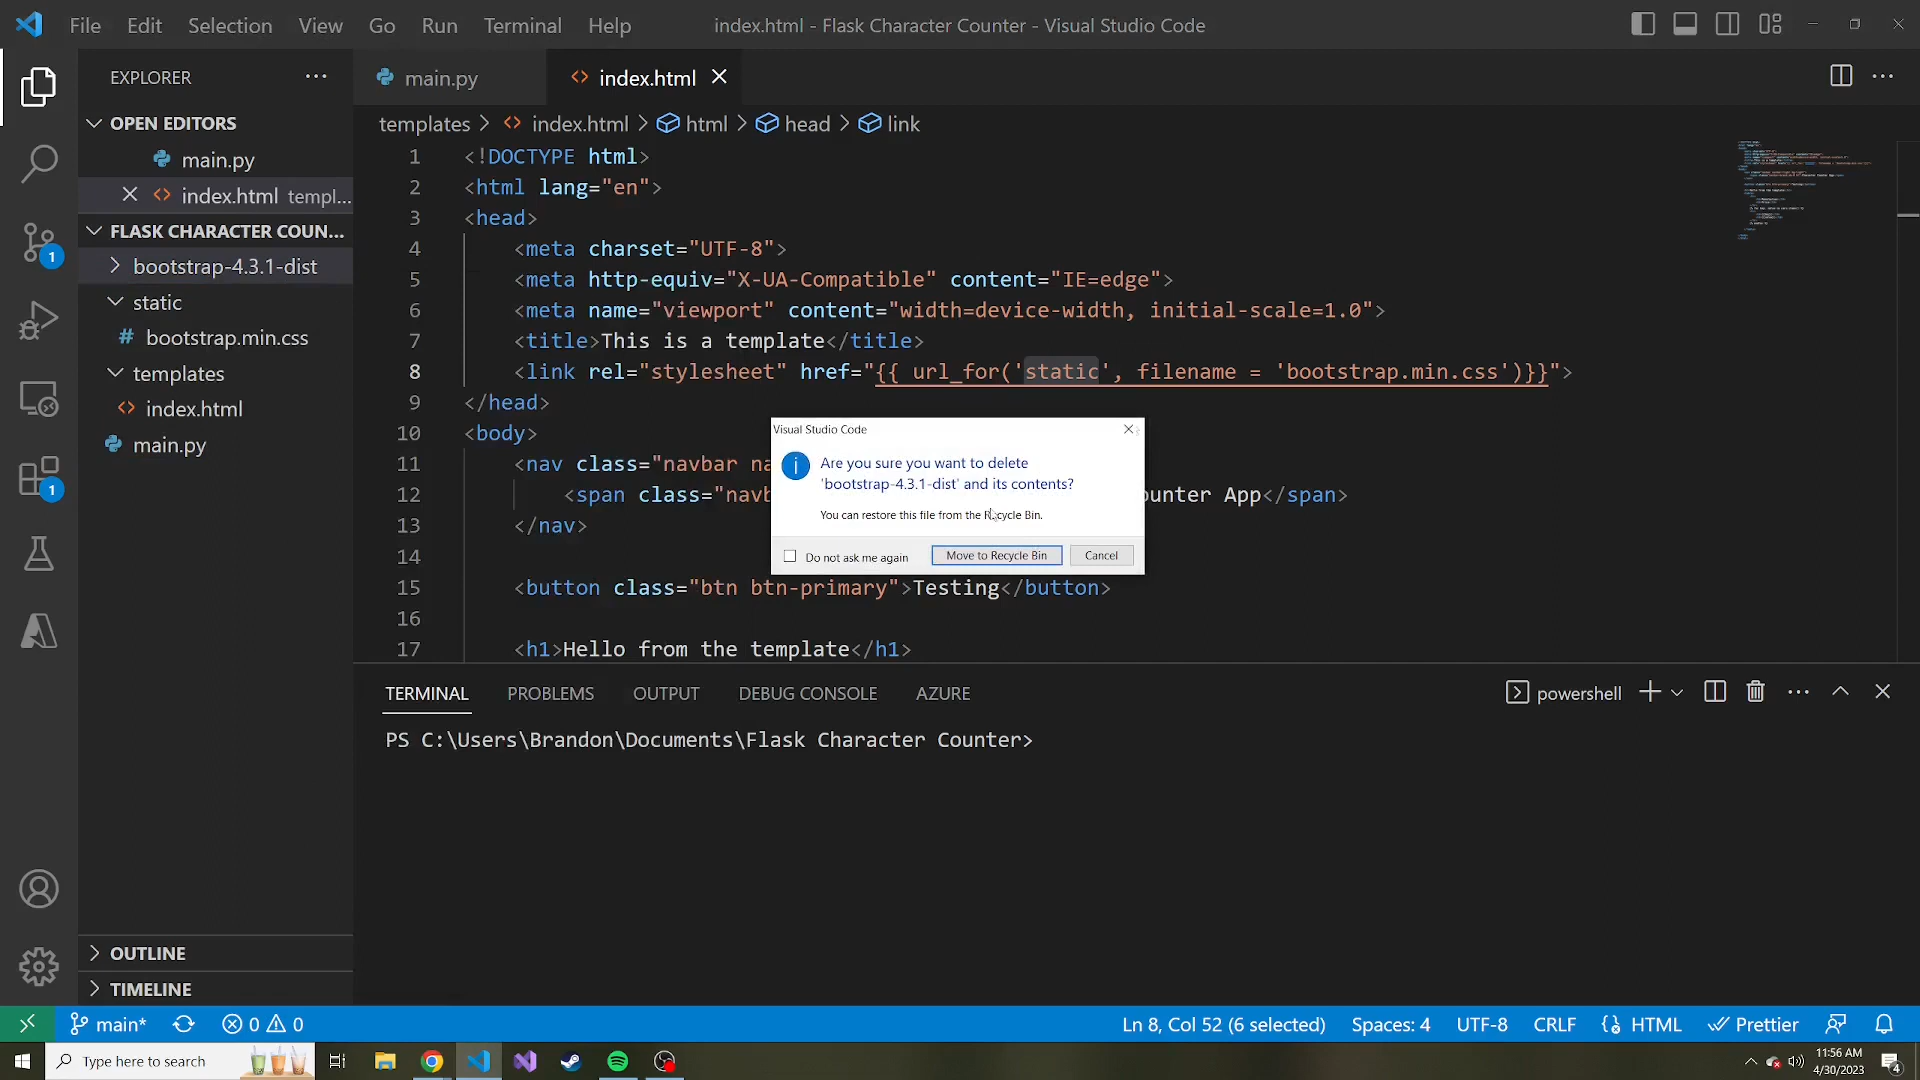 File Edit Selection View Go Run Terminal Help
index.html - Flask Character Counter - Visual Studio Code
EXPLORER
OPEN EDITORS
main.py
index.html templ...
FLASK CHARACTER COUN...
bootstrap-4.3.1-dist
static
# bootstrap.min.css
templates
index.html
main.py
OUTLINE
TIMELINE
1
1
main.py
index.html
templates > index.html > html > head > link
1 <!DOCTYPE html>
2 <html lang="en">
3 <head>
4 <meta charset="UTF-8">
5 <meta http-equiv="X-UA-Compatible" content="IE=edge">
6 <meta name="viewport" content="width=device-width, initial-scale=1.0">
7 <title>This is a template</title>
8 <link rel="stylesheet" href="{{ url_for('static', filename = 'bootstrap.min.css')}}">
9 </head>
10 <body>
11 <nav class="navbar na
12 <span class="navb ounter App</span>
13 </nav>
14
15 <button class="btn btn-primary">Testing</button>
16
17 <h1>Hello from the template</h1>
Visual Studio Code
Are you sure you want to delete
'bootstrap-4.3.1-dist' and its contents?
You can restore this file from the Recycle Bin.
Do not ask me again
Move to Recycle Bin
Cancel
TERMINAL PROBLEMS OUTPUT DEBUG CONSOLE AZURE
powershell
PS C:\Users\Brandon\Documents\Flask Character Counter>
main* 0 0
Ln 8, Col 52 (6 selected) Spaces: 4 UTF-8 CRLF HTML Prettier
Type here to search
11:56 AM
4/30/2023
4